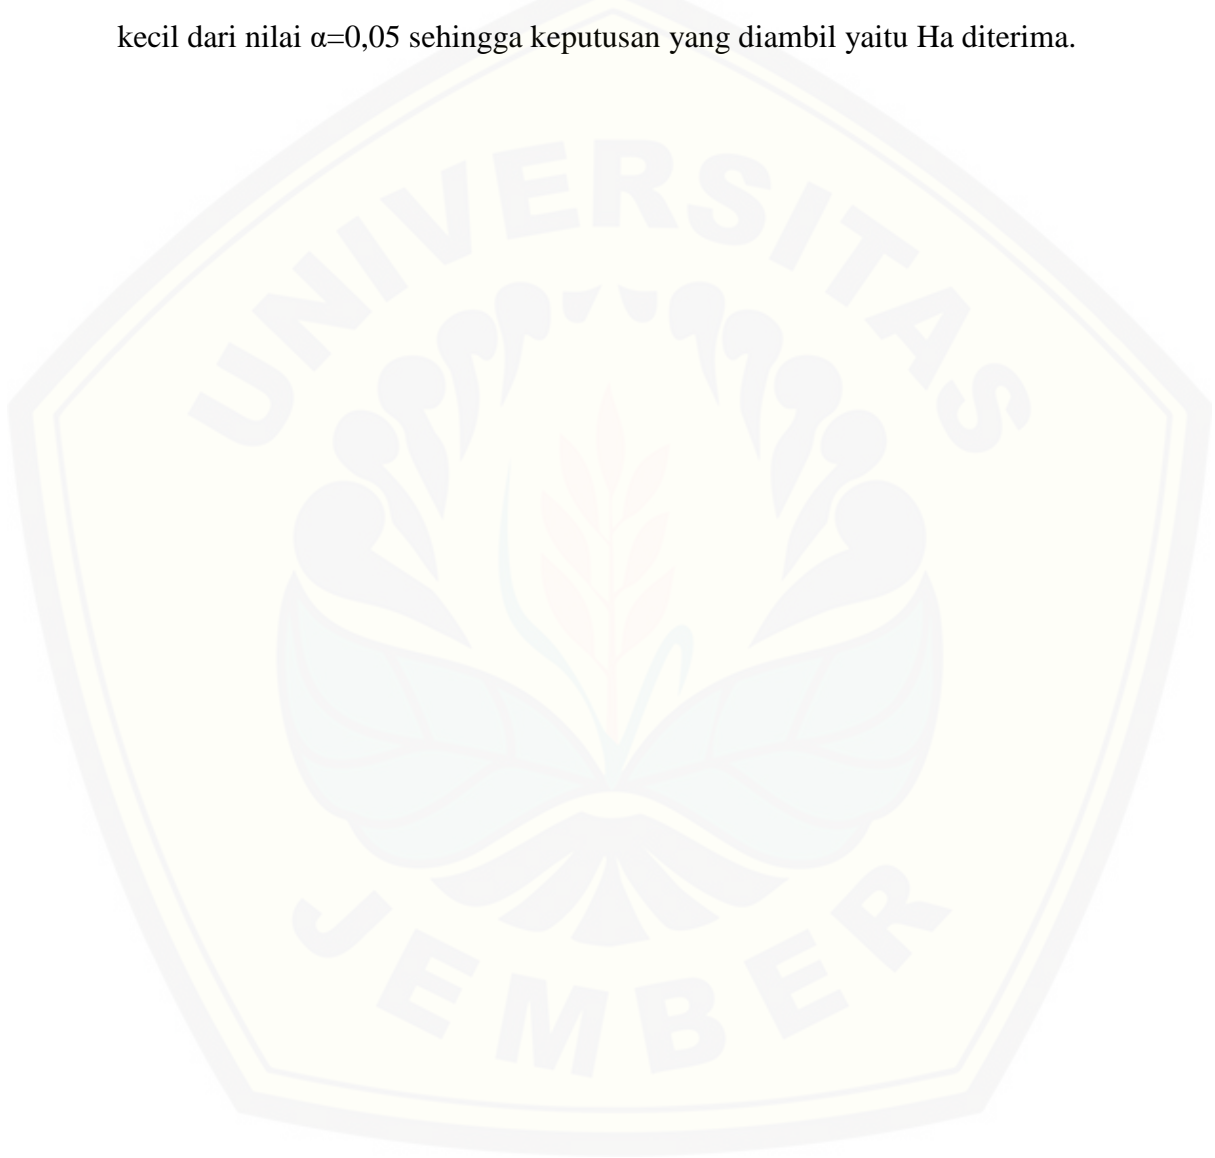 kecil dari nilai α=0,05 sehingga keputusan yang diambil yaitu Ha diterima.
UNIVERSITAS
JEMBER